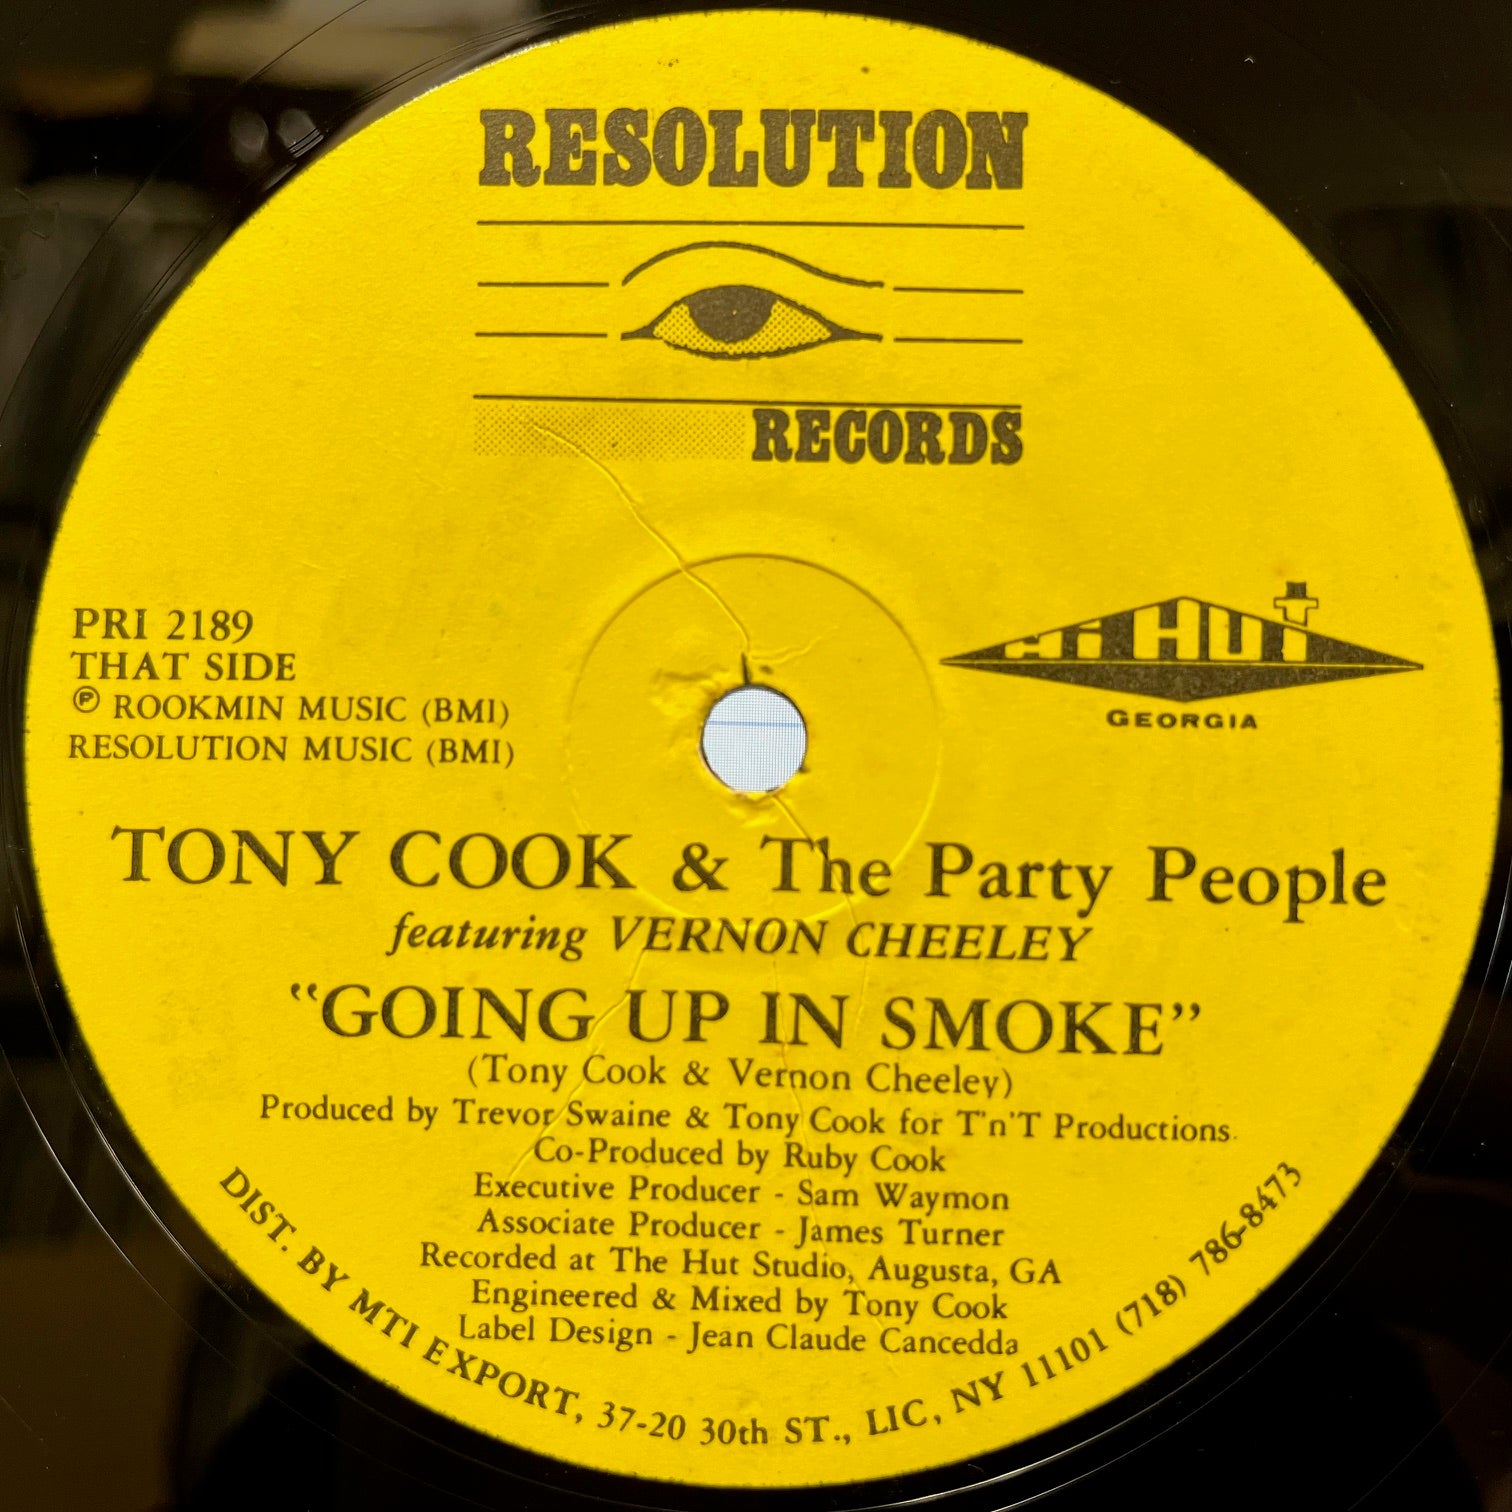 RESOLUTION
RECORDS
Hi HUT
GEORGIA
PRI 2189
THAT SIDE
℗ ROOKMIN MUSIC (BMI)
RESOLUTION MUSIC (BMI)
TONY COOK & The Party People
featuring VERNON CHEELEY
“GOING UP IN SMOKE”
(Tony Cook & Vernon Cheeley)
Produced by Trevor Swaine & Tony Cook for T'n'T Productions.
Co-Produced by Ruby Cook
Executive Producer - Sam Waymon
Associate Producer - James Turner
Recorded at The Hut Studio, Augusta, GA
Engineered & Mixed by Tony Cook
Label Design - Jean Claude Cancedda
DIST. BY MTI EXPORT, 37-20 30th ST., LIC, NY 11101 (718) 786-8473